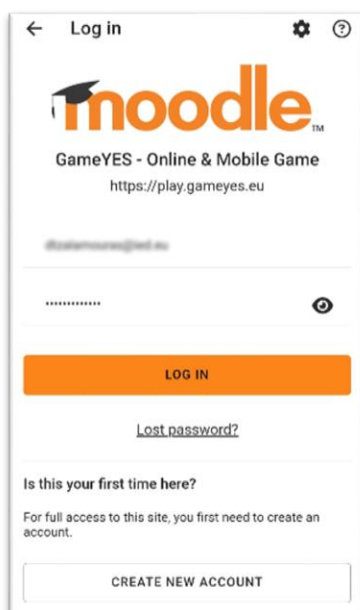 Log in
moodle
TM
GameYES - Online & Mobile Game
https://play.gameyes.eu
LOG IN
Lost password?
Is this your first time here?
For full access to this site, you first need to create an
account.
CREATE NEW ACCOUNT